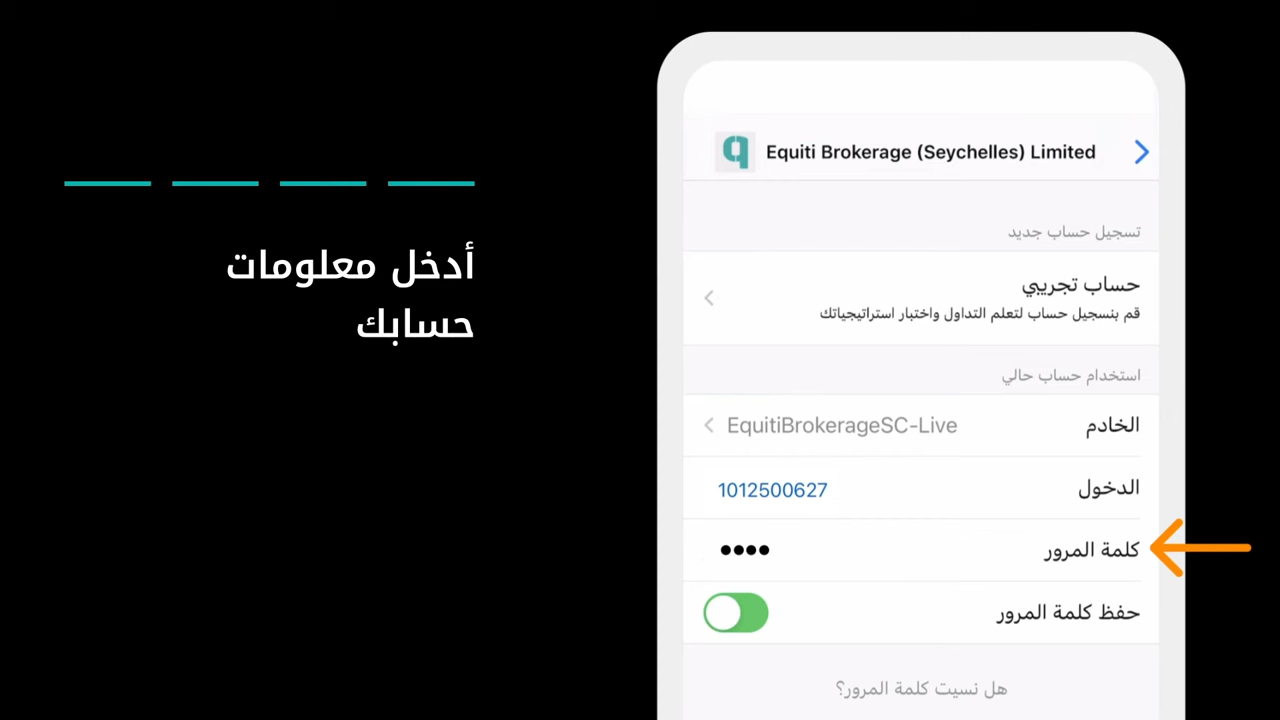 أدخل معلومات
حسابك
Equiti Brokerage (Seychelles) Limited
تسجيل حساب جديد
حساب تجريبي
قم بنسجيل حساب لتعلم التداول واختبار استراتيجياتك
استخدام حساب حالي
الخادم EquitiBrokerageSC-Live
الدخول 1012500627
كلمة المرور ••••
حفظ كلمة المرور
هل نسيت كلمة المرور؟